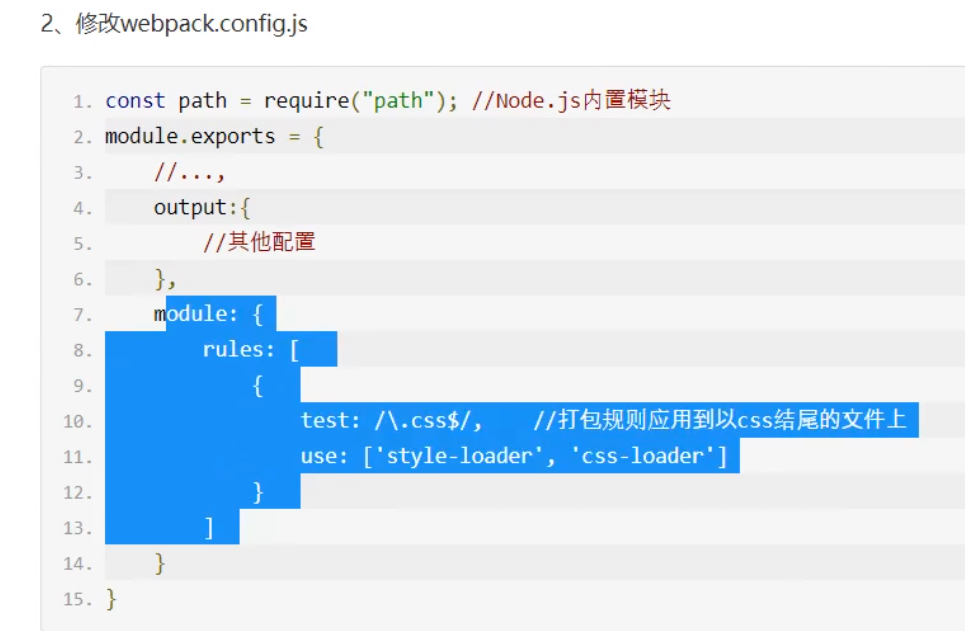 2、修改webpack.config.js
1. const path = require("path"); //Node.js内置模块
2. module.exports = {
3.     //...,
4.     output:{
5.         //其他配置
6.     },
7.     module: {
8.         rules: [
9.             {
10.                 test: /\.css$/,    //打包规则应用到以css结尾的文件上
11.                 use: ['style-loader', 'css-loader']
12.             }
13.         ]
14.     }
15. }